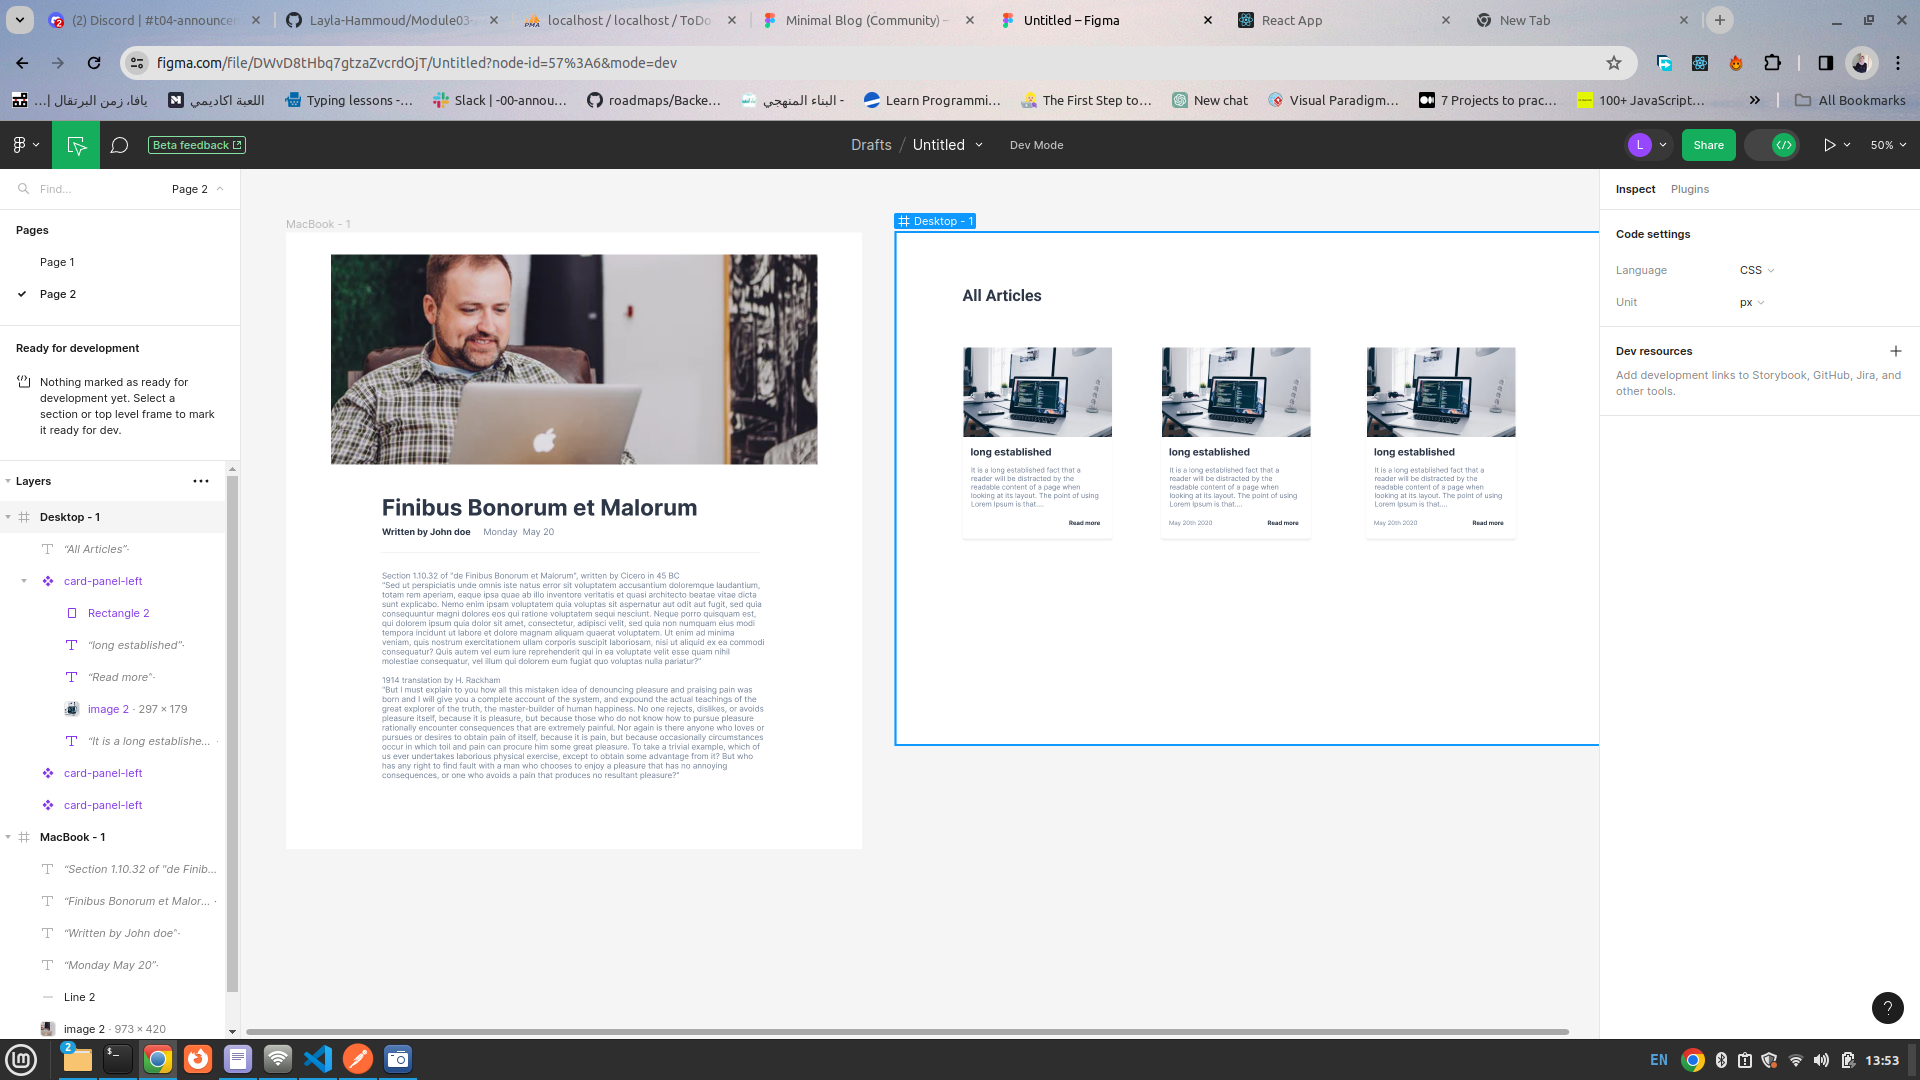 (2) Discord | #t04-announced
Layla-Hammoud/Module03-
localhost / localhost / ToDo
Minimal Blog (Community) –
Untitled – Figma
React App
New Tab
figma.com/file/DWvD8tHbq7gtzaZvcrdOjT/Untitled?node-id=57%3A6&mode=dev
يافا، زمن البرتقال |...
اللعبة اكاديمي
Typing lessons -...
Slack | -00-annou...
roadmaps/Backe...
البناء المنهجي -
Learn Programmi...
The First Step to...
New chat
Visual Paradigm...
7 Projects to prac...
100+ JavaScript...
All Bookmarks
Beta feedback
Drafts / Untitled
Dev Mode
L
Share
50%
Find...
Page 2
Pages
Page 1
Page 2
Ready for development
Nothing marked as ready for
development yet. Select a
section or top level frame to mark
it ready for dev.
Layers
Desktop - 1
“All Articles”·
card-panel-left
Rectangle 2
“long established”·
“Read more”·
image 2 · 297 × 179
“It is a long establishe... ·
card-panel-left
card-panel-left
MacBook - 1
“Section 1.10.32 of "de Finib...
“Finibus Bonorum et Malor... ·
“Written by John doe”·
“Monday May 20”·
Line 2
image 2 · 973 × 420
MacBook - 1
Finibus Bonorum et Malorum
Written by John doe Monday May 20
Section 1.10.32 of "de Finibus Bonorum et Malorum", written by Cicero in 45 BC
"Sed ut perspiciatis unde omnis iste natus error sit voluptatem accusantium doloremque laudantium,
totam rem aperiam, eaque ipsa quae ab illo inventore veritatis et quasi architecto beatae vitae dicta
sunt explicabo. Nemo enim ipsam voluptatem quia voluptas sit aspernatur aut odit aut fugit, sed quia
consequuntur magni dolores eos qui ratione voluptatem sequi nesciunt. Neque porro quisquam est,
qui dolorem ipsum quia dolor sit amet, consectetur, adipisci velit, sed quia non numquam eius modi
tempora incidunt ut labore et dolore magnam aliquam quaerat voluptatem. Ut enim ad minima
veniam, quis nostrum exercitationem ullam corporis suscipit laboriosam, nisi ut aliquid ex ea commodi
consequatur? Quis autem vel eum iure reprehenderit qui in ea voluptate velit esse quam nihil
molestiae consequatur, vel illum qui dolorem eum fugiat quo voluptas nulla pariatur?"
1914 translation by H. Rackham
"But I must explain to you how all this mistaken idea of denouncing pleasure and praising pain was
born and I will give you a complete account of the system, and expound the actual teachings of the
great explorer of the truth, the master-builder of human happiness. No one rejects, dislikes, or avoids
pleasure itself, because it is pleasure, but because those who do not know how to pursue pleasure
rationally encounter consequences that are extremely painful. Nor again is there anyone who loves or
pursues or desires to obtain pain of itself, because it is pain, but because occasionally circumstances
occur in which toil and pain can procure him some great pleasure. To take a trivial example, which of
us ever undertakes laborious physical exercise, except to obtain some advantage from it? But who
has any right to find fault with a man who chooses to enjoy a pleasure that has no annoying
consequences, or one who avoids a pain that produces no resultant pleasure?"
Desktop - 1
All Articles
long established
It is a long established fact that a
reader will be distracted by the
readable content of a page when
looking at its layout. The point of using
Lorem Ipsum is that....
Read more
long established
It is a long established fact that a
reader will be distracted by the
readable content of a page when
looking at its layout. The point of using
Lorem Ipsum is that....
May 20th 2020 Read more
long established
It is a long established fact that a
reader will be distracted by the
readable content of a page when
looking at its layout. The point of using
Lorem Ipsum is that....
May 20th 2020 Read more
Inspect
Plugins
Code settings
Language CSS
Unit px
Dev resources
Add development links to Storybook, GitHub, Jira, and
other tools.
?
2
EN
13:53